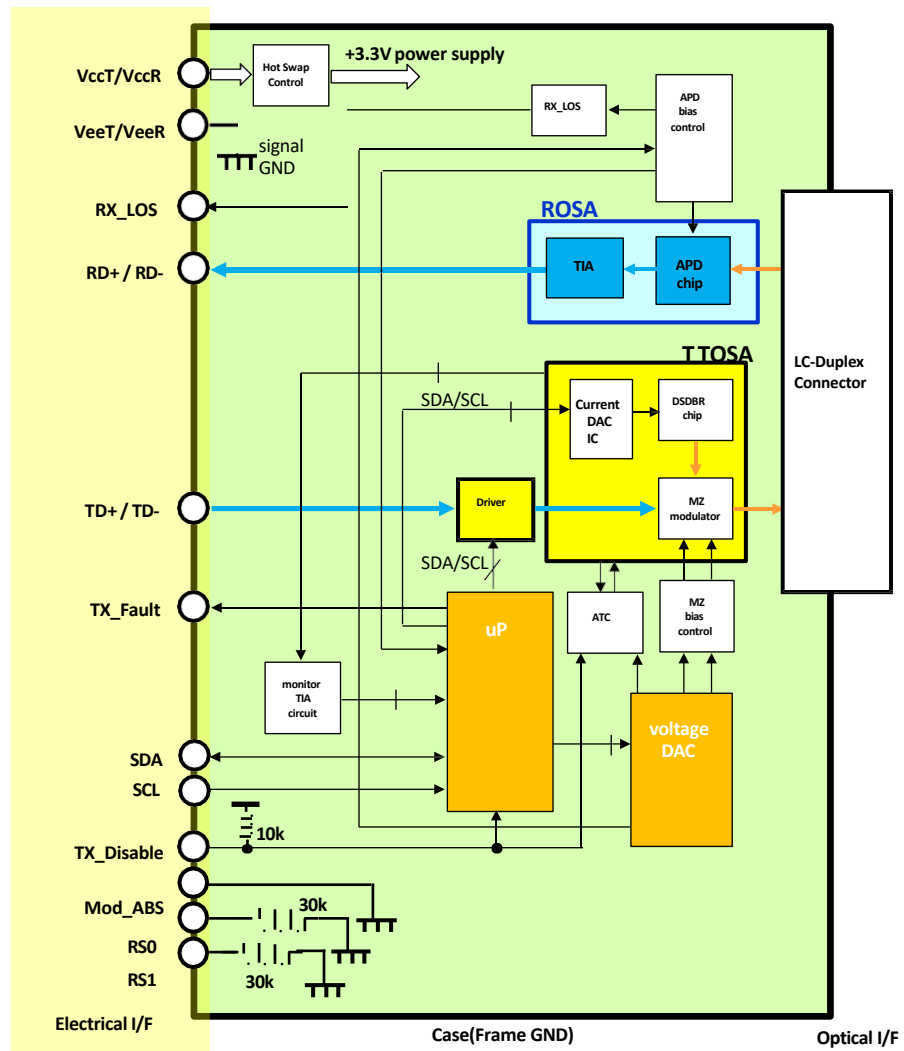 VccT/VccR
Hot Swap
Control
+3.3V power supply
VeeT/VeeR
signal
GND
RX_LOS
APD
bias
control
RX_LOS
ROSA
RD+ / RD-
TIA
APD
chip
LC-Duplex
Connector
T TOSA
SDA/SCL
Current
DAC
IC
DSDBR
chip
TD+ / TD-
Driver
MZ
modulator
SDA/SCL
TX_Fault
uP
ATC
MZ
bias
control
monitor
TIA
circuit
voltage
DAC
SDA
SCL
10k
TX_Disable
Mod_ABS
30k
RS0
RS1
30k
Electrical I/F
Case(Frame GND)
Optical I/F